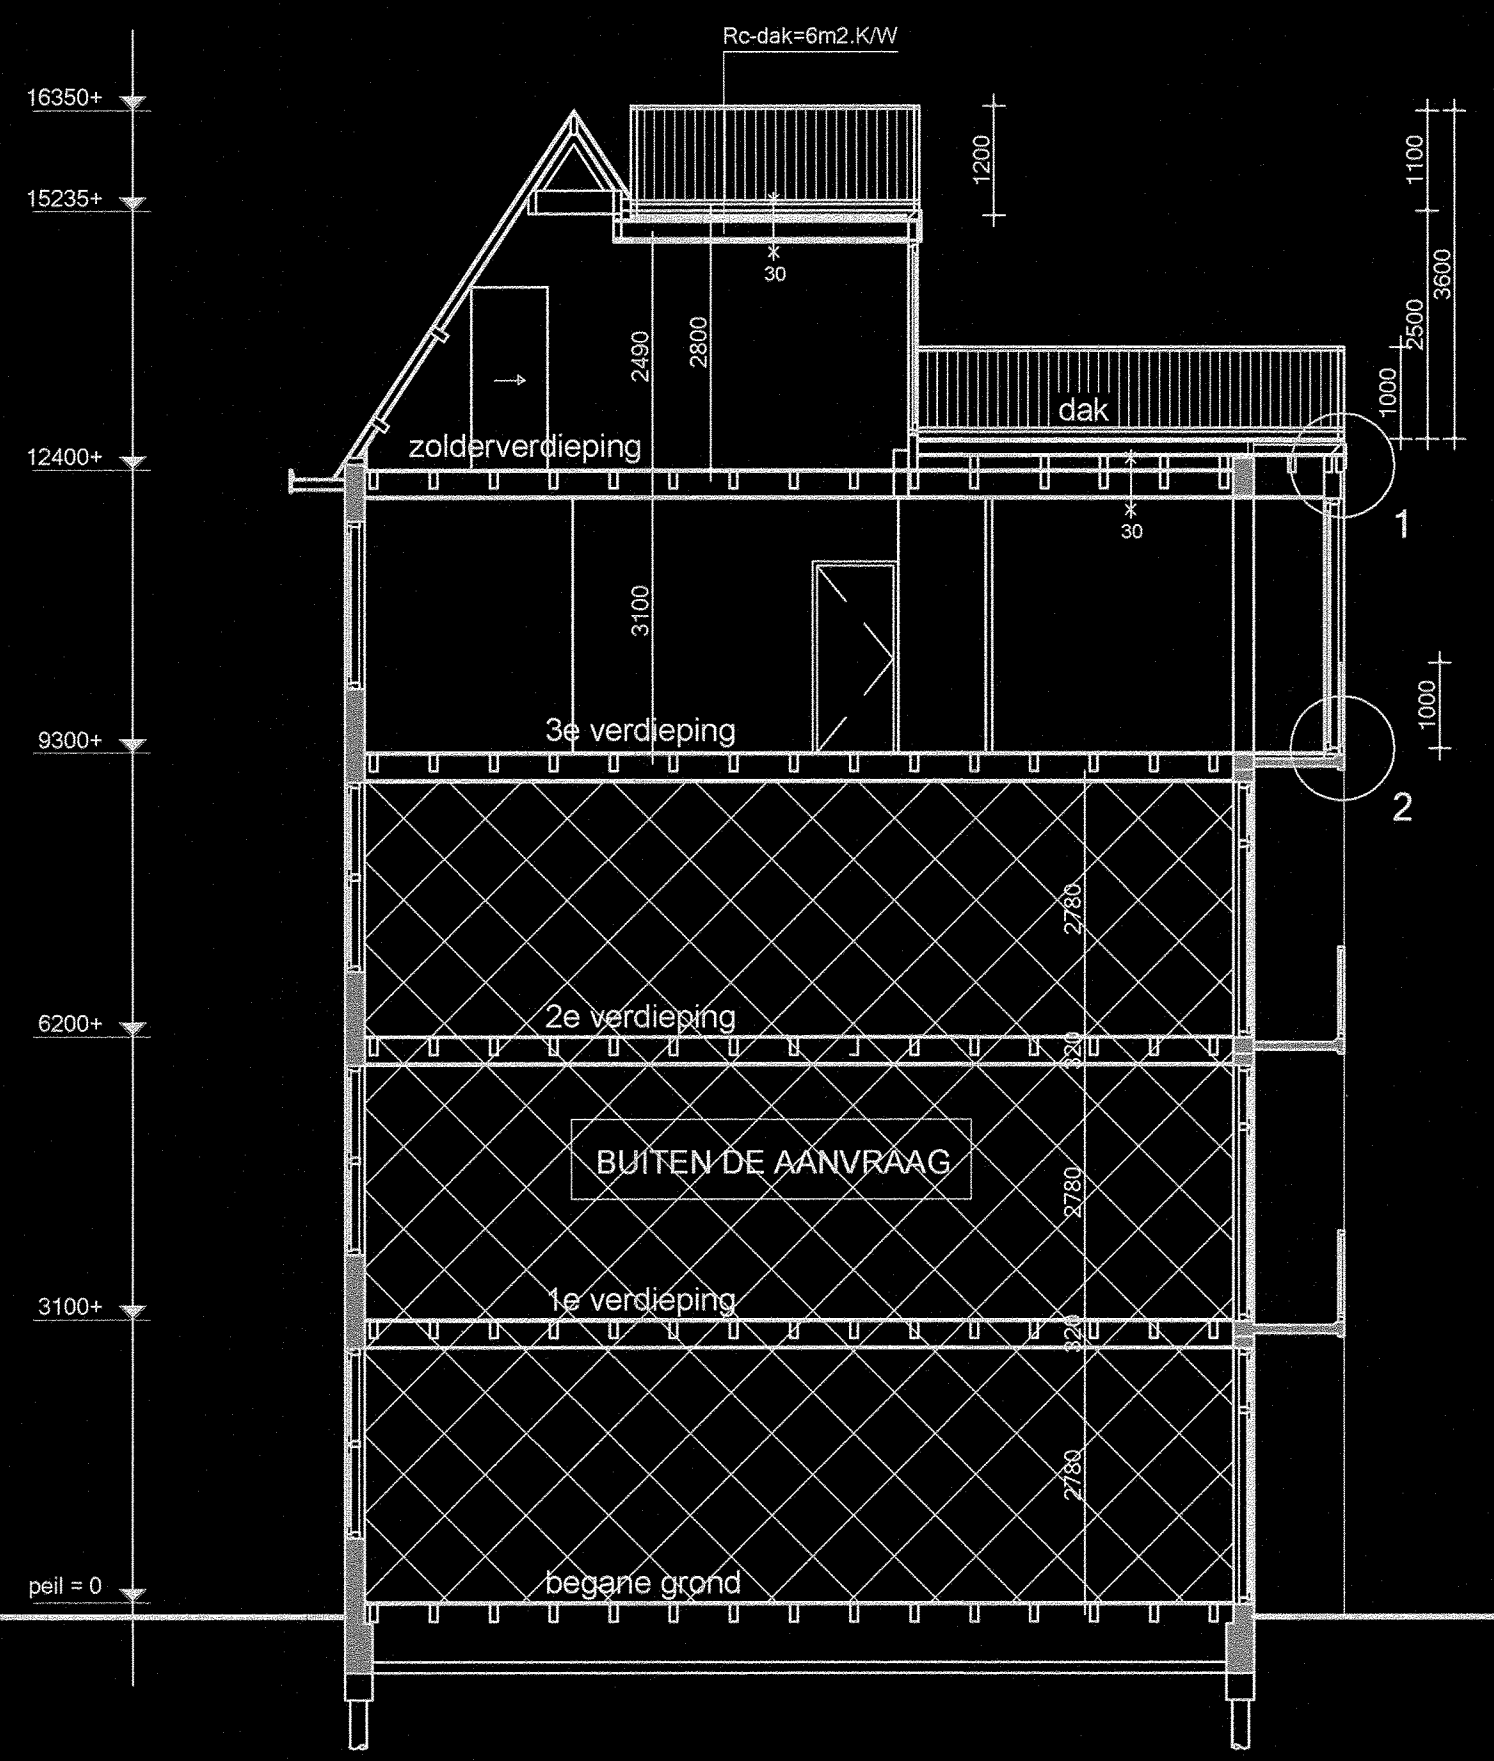 Rc-dak=6m2.K/W
16350+
1200
1100
15235+
30
3600
2500
2490
2800
1000
dak
zolderverdieping
12400+
30
1
3100
1000
3e verdieping
9300+
2
2780
2e verdieping
6200+
320
BUITEN DE AANVRAAG
2780
1e verdieping
3100+
320
2780
begane grond
peil = 0